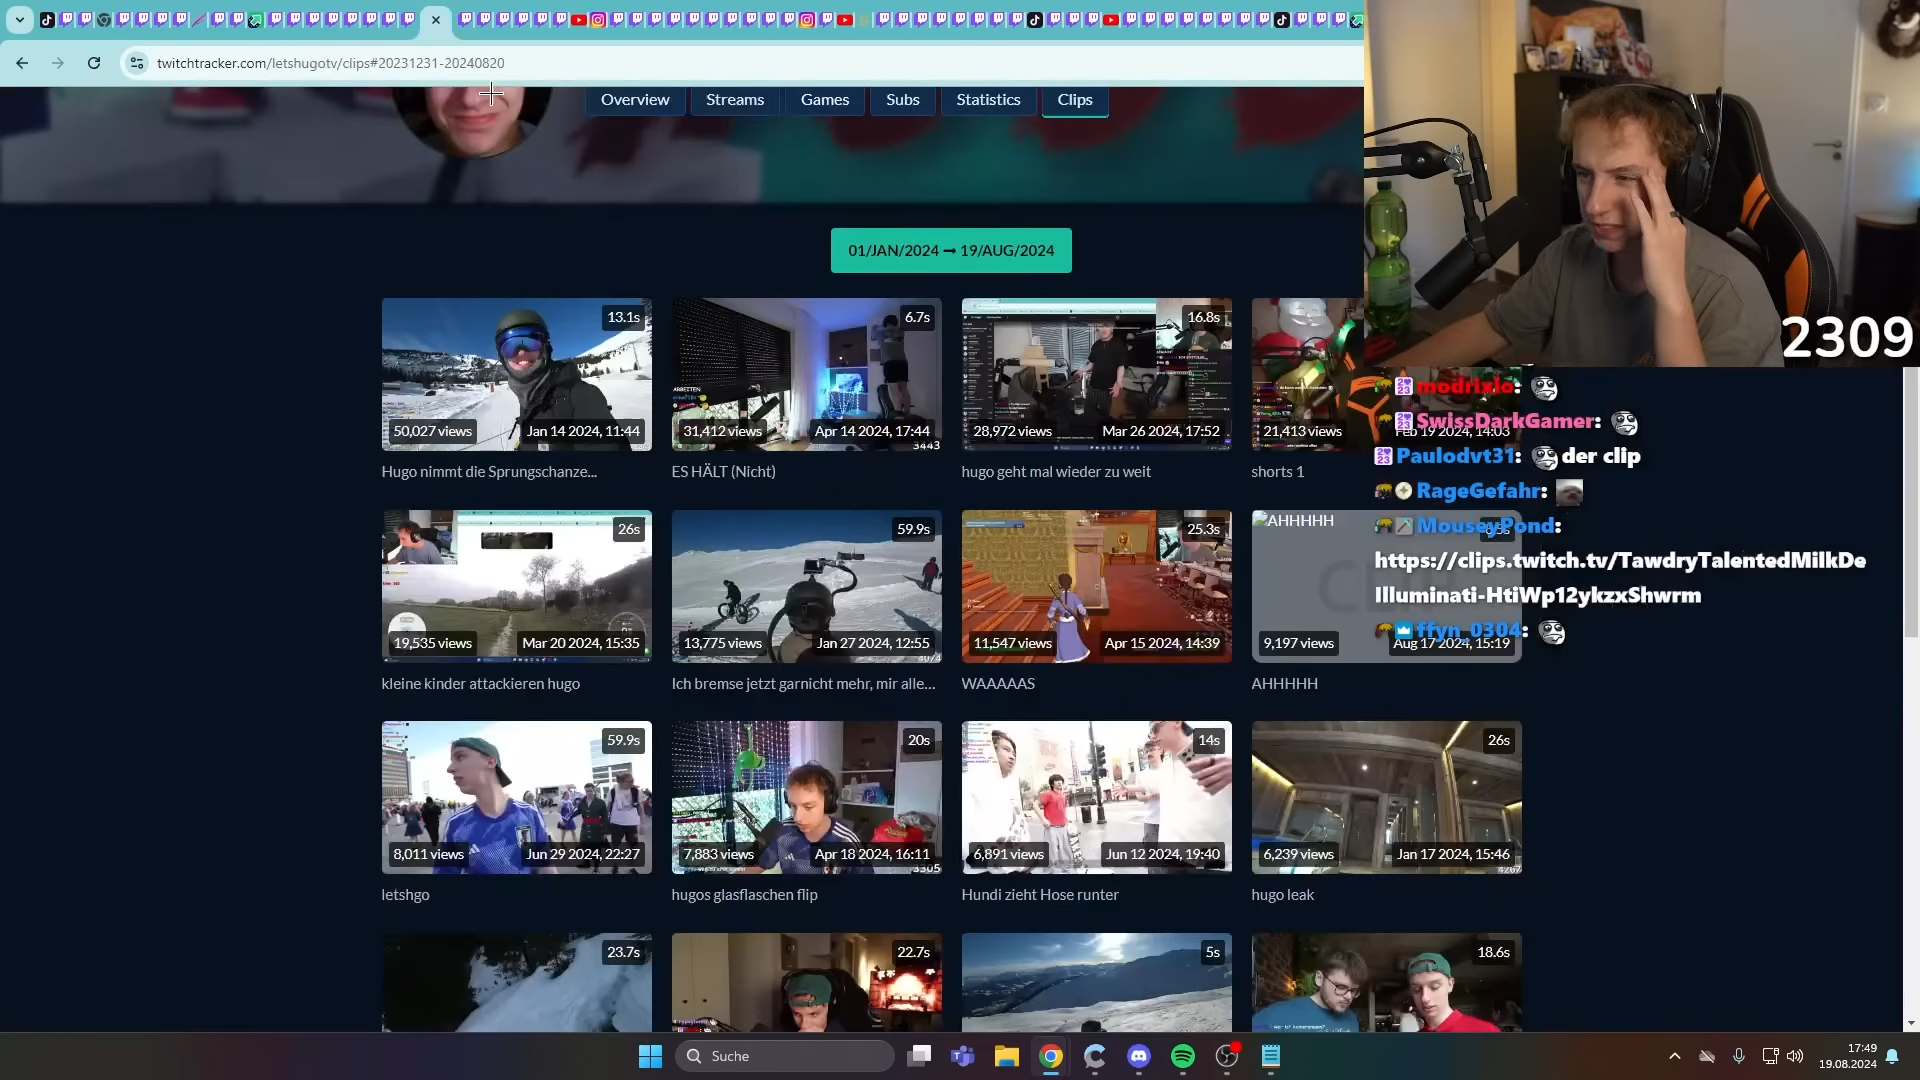 twitchtracker.com/letshugotv/clips#20231231-20240820
Overview
Streams
Games
Subs
Statistics
Clips
01/JAN/2024 ➞ 19/AUG/2024
13.1s
50,027 views
Jan 14 2024, 11:44
Hugo nimmt die Sprungschanze...
6.7s
31,412 views
Apr 14 2024, 17:44
3443
ES HÄLT (Nicht)
16.8s
28,972 views
Mar 26 2024, 17:52
hugo geht mal wieder zu weit
21,413 views
Feb 19 2024, 14:03
shorts 1
2309
modrixlo:
SwissDarkGamer:
Paulodvt31: der clip
RageGefahr:
MouseyPond:
https://clips.twitch.tv/TawdryTalentedMilkDe
Illuminati-HtiWp12ykzxShwrm
ffyn_0304:
26s
19,535 views
Mar 20 2024, 15:35
kleine kinder attackieren hugo
59.9s
13,775 views
Jan 27 2024, 12:55
Ich bremse jetzt garnicht mehr, mir alle...
25.3s
11,547 views
Apr 15 2024, 14:39
WAAAAAS
AHHHHH
9,197 views
Aug 17 2024, 15:19
AHHHHH
59.9s
8,011 views
Jun 29 2024, 22:27
letshgo
20s
7,883 views
Apr 18 2024, 16:11
3305
hugos glasflaschen flip
14s
6,891 views
Jun 12 2024, 19:40
Hundi zieht Hose runter
26s
6,239 views
Jan 17 2024, 15:46
hugo leak
23.7s
22.7s
5s
18.6s
Suche
17:49
19.08.2024